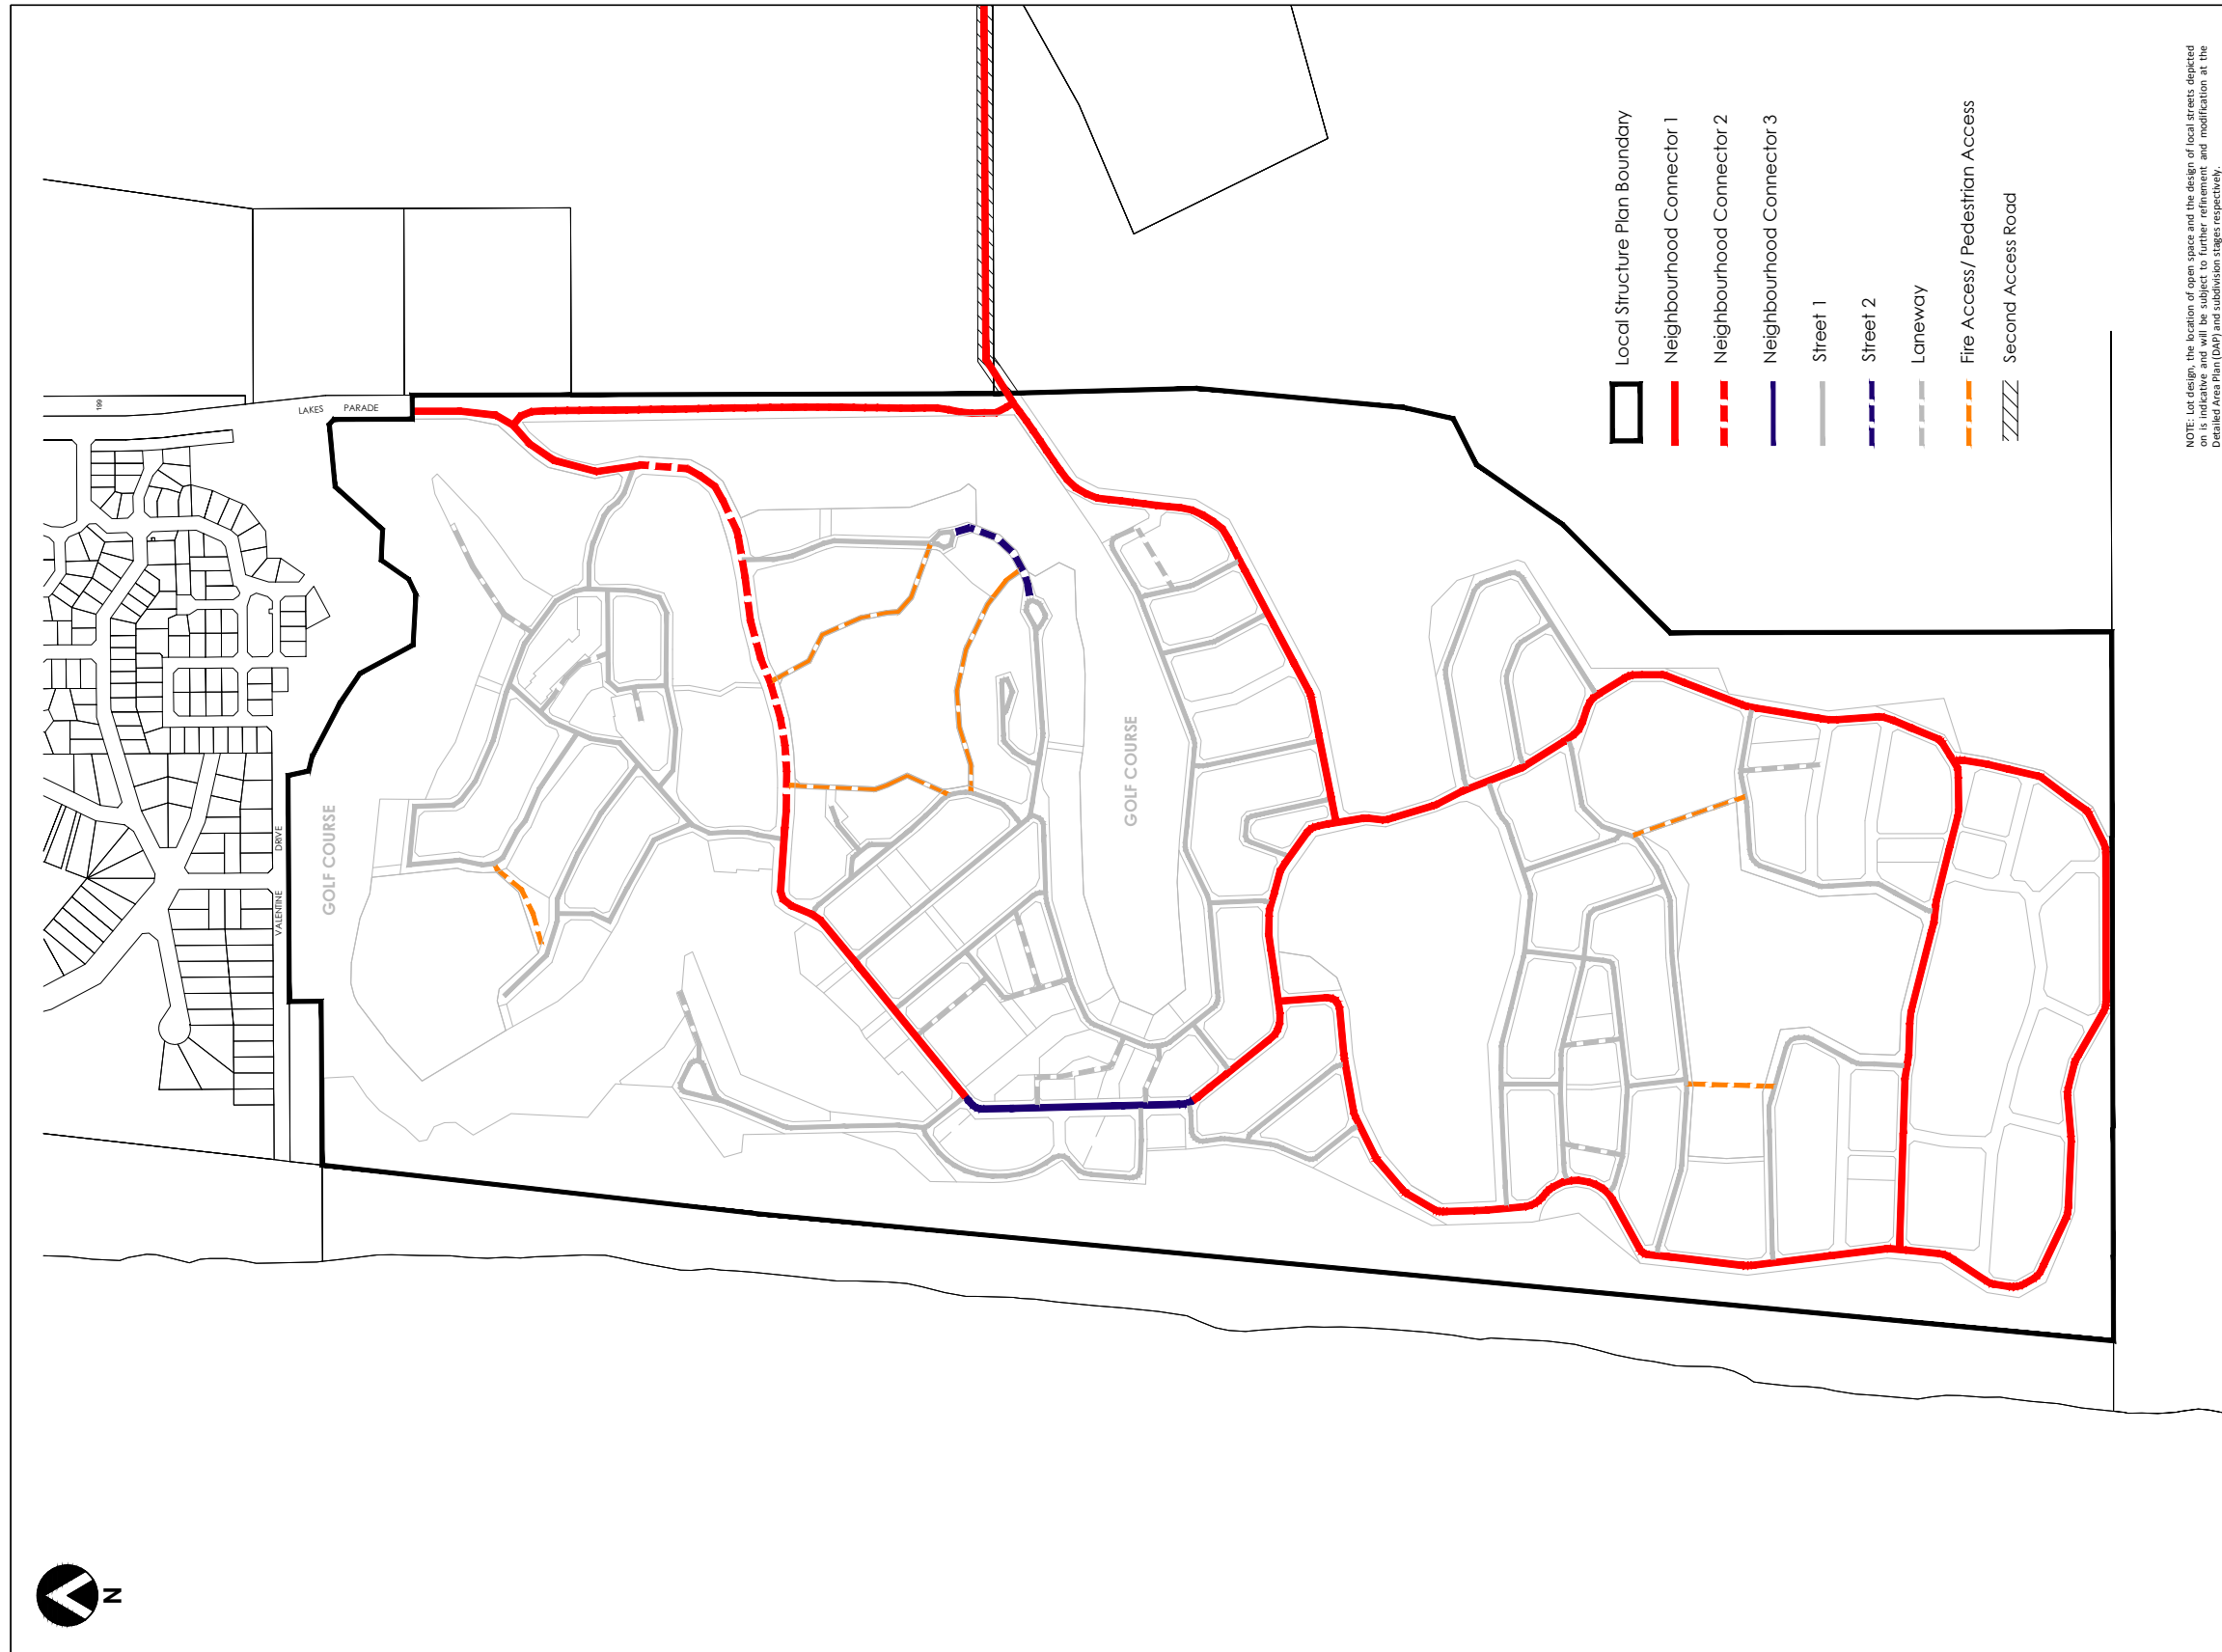 199
LAKES PARADE
VALENTINE DRIVE
GOLF COURSE
GOLF COURSE
Local Structure Plan Boundary
Neighbourhood Connector 1
Neighbourhood Connector 2
Neighbourhood Connector 3
Street 1
Street 2
Laneway
Fire Access/ Pedestrian Access
Second Access Road
NOTE: Lot design, the location of open space and the design of local streets depicted
on is indicative and will be subject to further refinement and modification at the
Detailed Area Plan (DAP) and subdivision stages respectively.
N